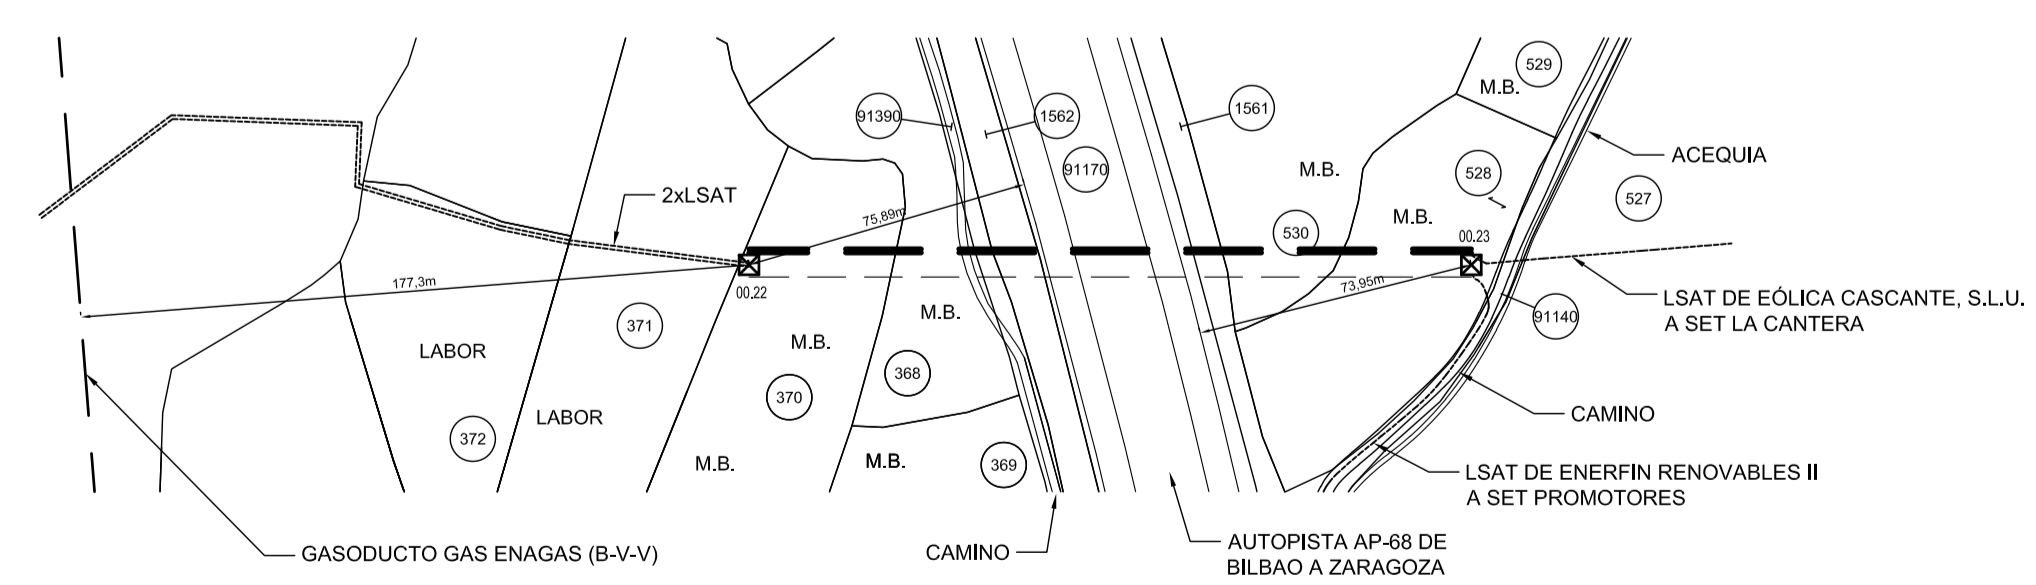 529
M.B.
91390
1562
1561
91170
M.B.
528
ACEQUIA
527
2xLSAT
75,89m
M.B.
530
00.23
177,3m
00.22
73,95m
LSAT DE EÓLICA CASCANTE, S.L.U.
A SET LA CANTERA
91140
371
M.B.
M.B.
LABOR
368
370
LABOR
372
CAMINO
M.B.
M.B.
369
LSAT DE ENERFIN RENOVABLES II
A SET PROMOTORES
GASODUCTO GAS ENAGAS (B-V-V)
CAMINO
AUTOPISTA AP-68 DE
BILBAO A ZARAGOZA